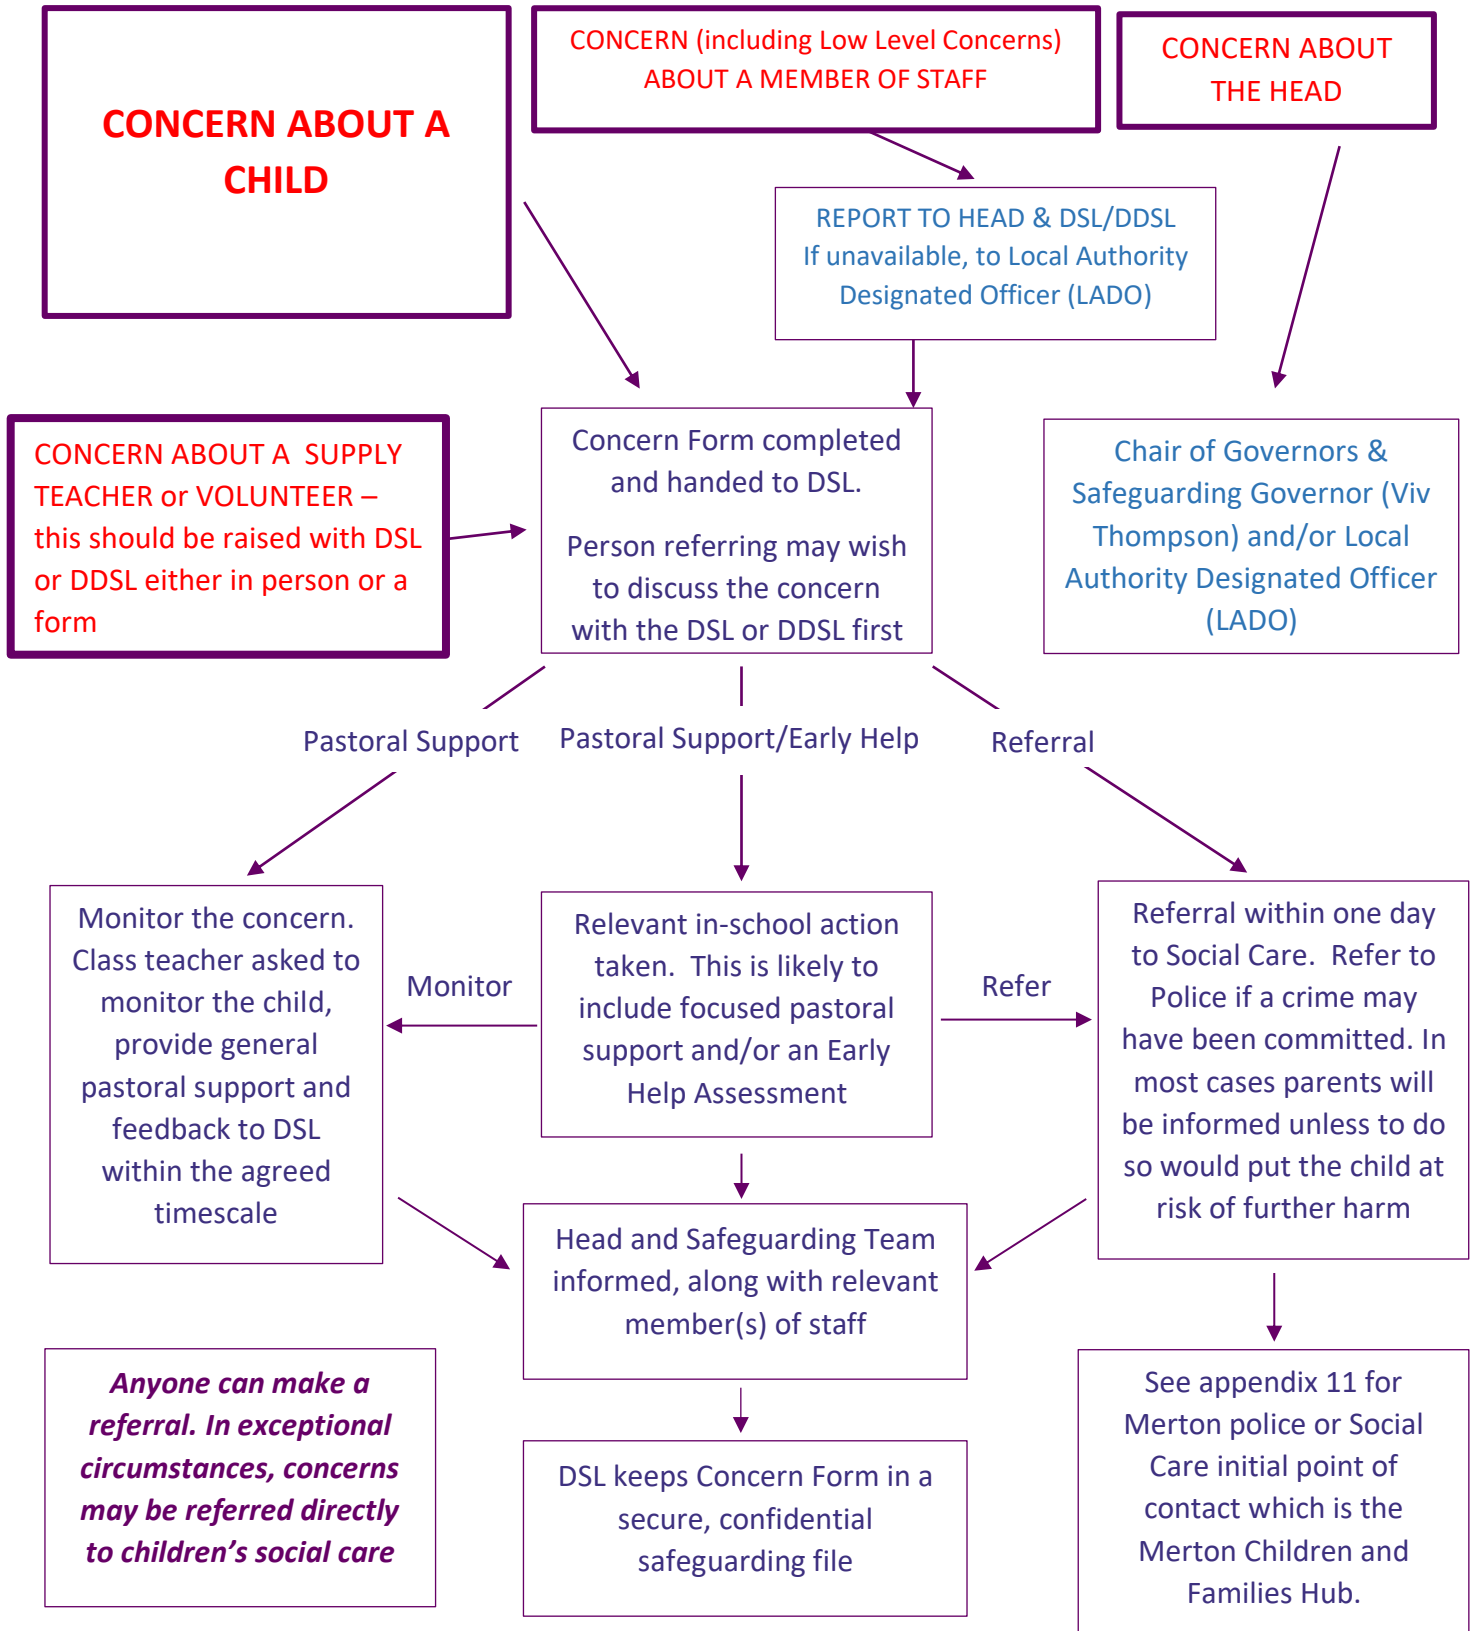 CONCERN ABOUT A
CHILD
CONCERN (including Low Level Concerns)
ABOUT A MEMBER OF STAFF
CONCERN ABOUT
THE HEAD
REPORT TO HEAD & DSL/DDSL
If unavailable, to Local Authority
Designated Officer (LADO)
CONCERN ABOUT A  SUPPLY
TEACHER or VOLUNTEER –
this should be raised with DSL
or DDSL either in person or a
form
Concern Form completed
and handed to DSL.
Person referring may wish
to discuss the concern
with the DSL or DDSL first
Chair of Governors &
Safeguarding Governor (Viv
Thompson) and/or Local
Authority Designated Officer
(LADO)
Pastoral Support
Pastoral Support/Early Help
Referral
Monitor the concern.
Class teacher asked to
monitor the child,
provide general
pastoral support and
feedback to DSL
within the agreed
timescale
Monitor
Relevant in-school action
taken.  This is likely to
include focused pastoral
support and/or an Early
Help Assessment
Refer
Referral within one day
to Social Care.  Refer to
Police if a crime may
have been committed. In
most cases parents will
be informed unless to do
so would put the child at
risk of further harm
Head and Safeguarding Team
informed, along with relevant
member(s) of staff
Anyone can make a
referral. In exceptional
circumstances, concerns
may be referred directly
to children’s social care
DSL keeps Concern Form in a
secure, confidential
safeguarding file
See appendix 11 for
Merton police or Social
Care initial point of
contact which is the
Merton Children and
Families Hub.